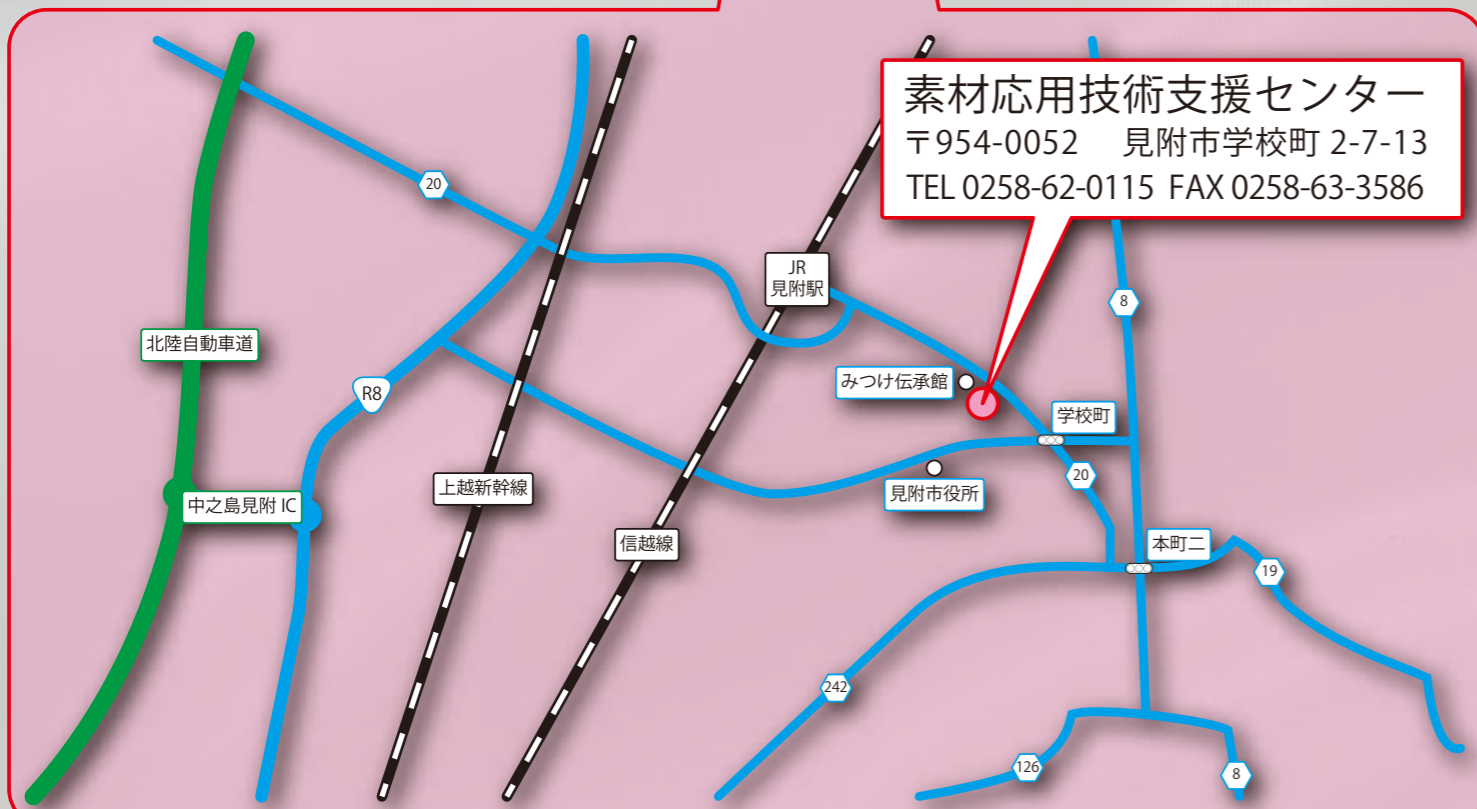 素材応用技術支援センター
〒954-0052 見附市学校町 2-7-13
TEL 0258-62-0115 FAX 0258-63-3586
20
JR
見附駅
8
北陸自動車道
R8
みつけ伝承館
学校町
上越新幹線
20
見附市役所
中之島見附 IC
信越線
本町二
19
242
126
8